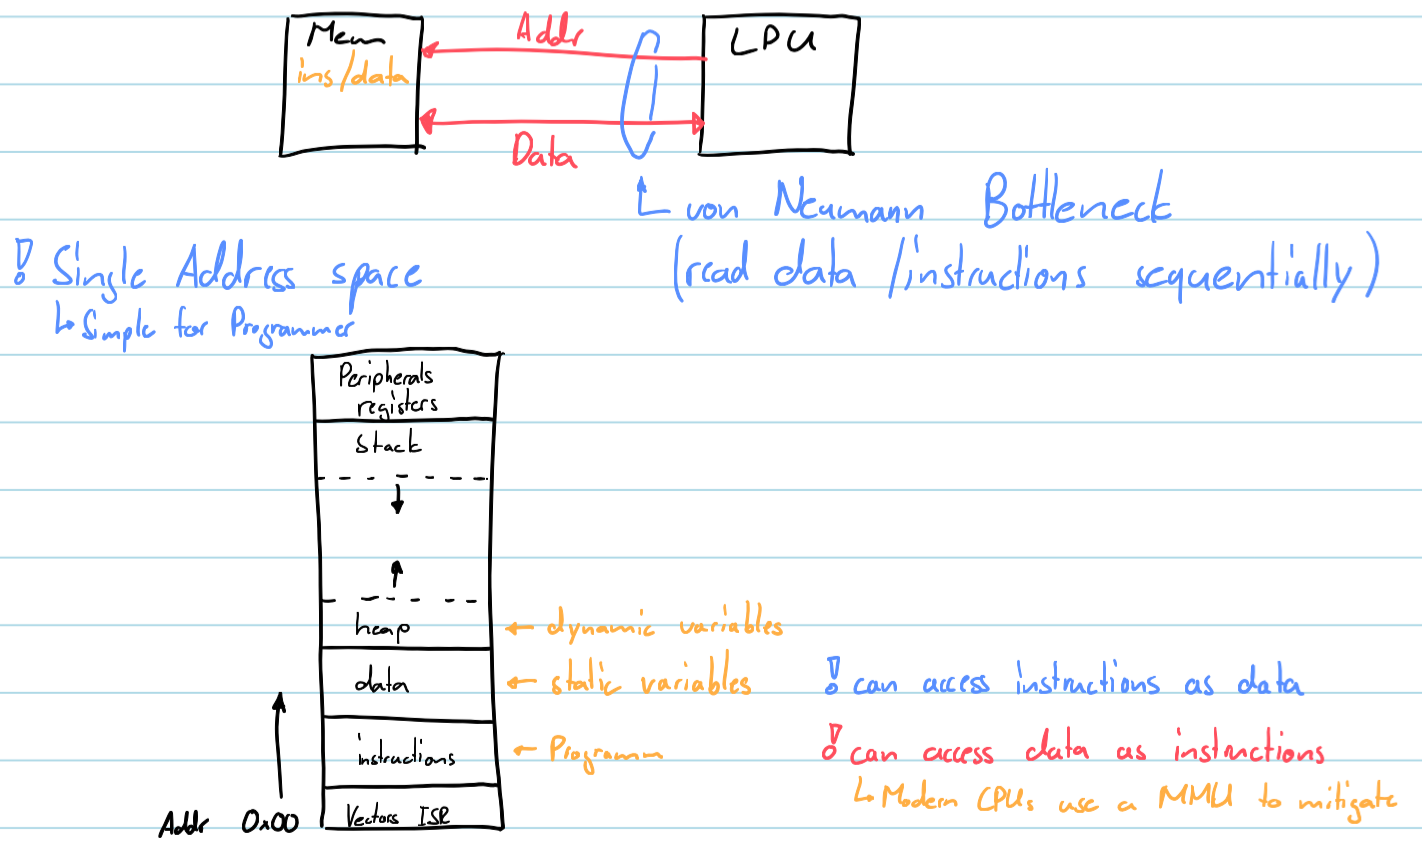 Mem
ins/data
Addr
Data
CPU
von Neumann Bottleneck
(read data /instructions sequentially)
! Single Address space
↳ Simple for Programmer
Peripherals
registers
Stack
heap
← dynamic variables
data
← static variables
instructions
← Programm
Vectors ISR
Addr 0x00
! can access instructions as data
! can access data as instructions
↳ Modern CPUs use a MMU to mitigate